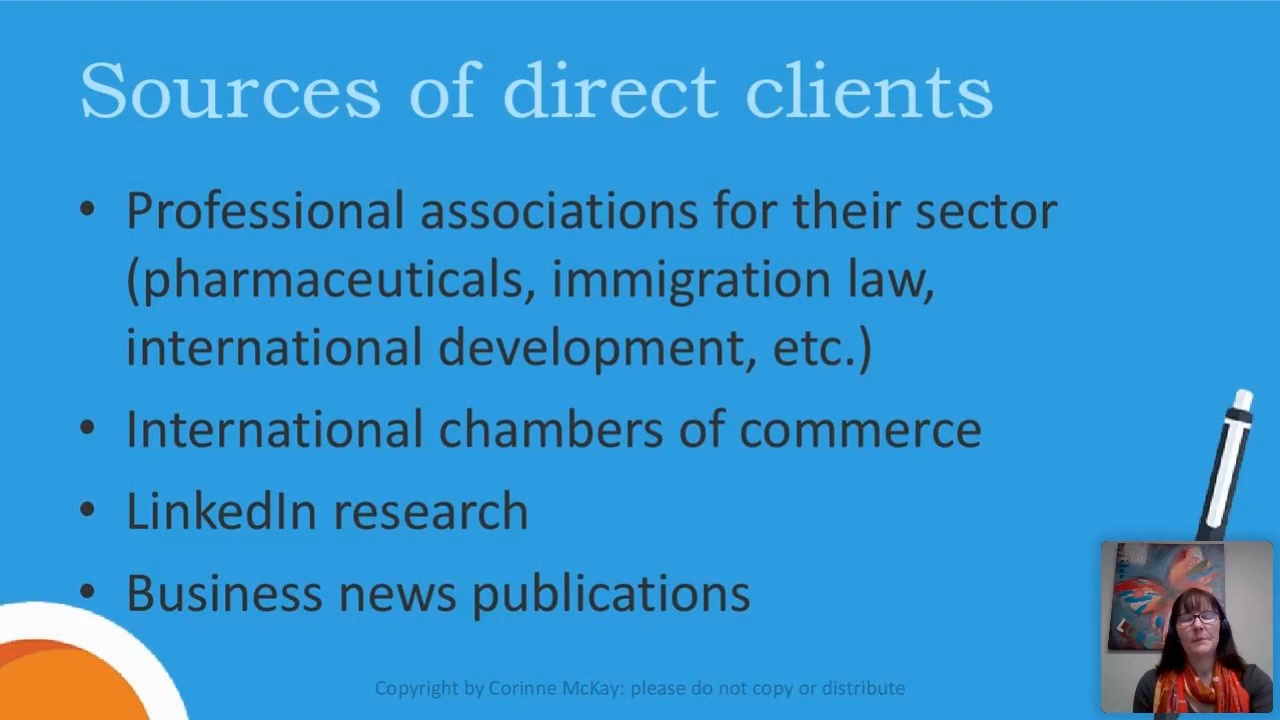 Sources of direct clients
• Professional associations for their sector
(pharmaceuticals, immigration law,
international development, etc.)
• International chambers of commerce
• LinkedIn research
• Business news publications
Copyright by Corinne McKay: please do not copy or distribute